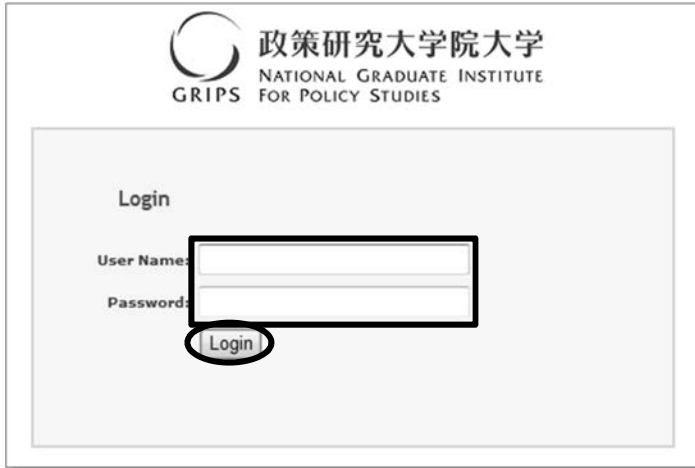 政策研究大学院大学
NATIONAL GRADUATE INSTITUTE
GRIPS FOR POLICY STUDIES
Login
User Name:
Password:
Login